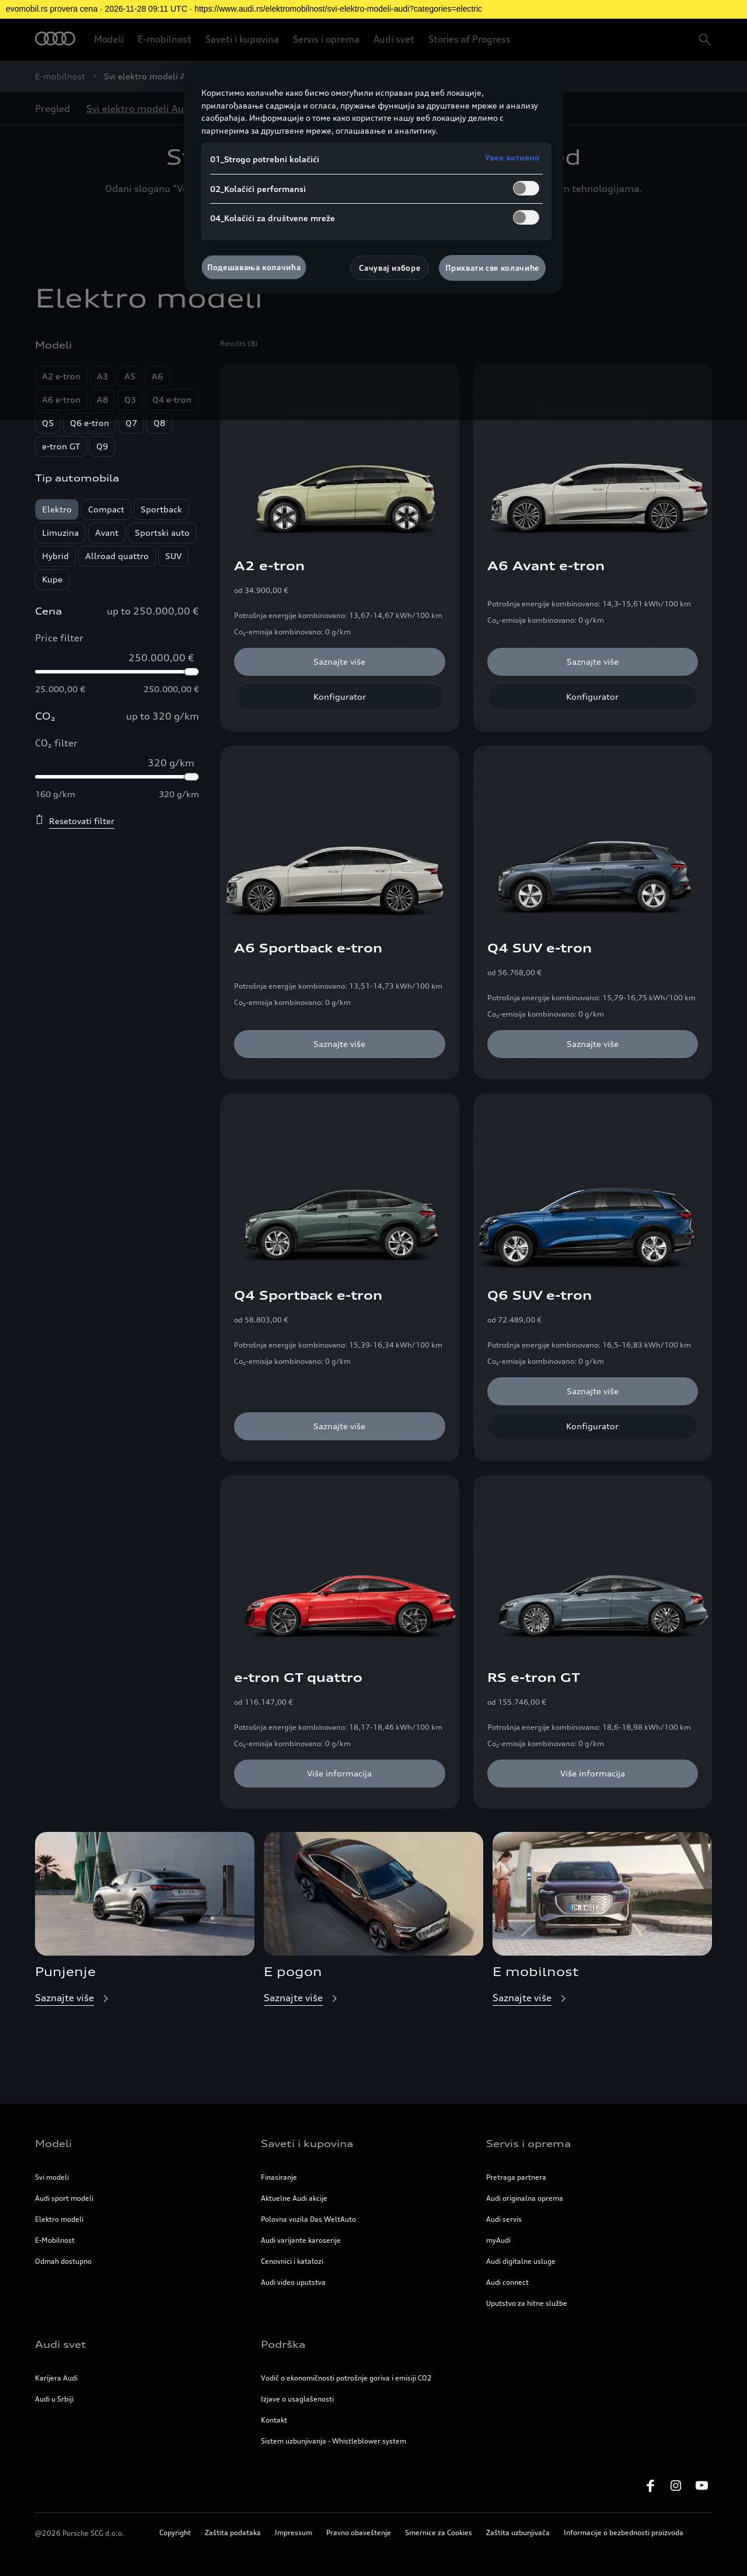 evomobil.rs provera cena · 2026-11-28 09:11 UTC · https://www.audi.rs/elektromobilnost/svi-elektro-modeli-audi?categories=electric
Modeli
E-mobilnost
Saveti i kupovina
Servis i oprema
Audi svet
Stories of Progress
E-mobilnost
Svi elektro modeli A
Pregled
Svi elektro modeli Au
Користимо колачиће како бисмо омогућили исправан рад веб локације,
прилагођавање садржаја и огласа, пружање функција за друштвене мреже и анализу
саобраћаја. Информације о томе како користите нашу веб локацију делимо с
партнерима за друштвене мреже, оглашавање и аналитику.
01_Strogo potrebni kolačići
Увек активно
02_Kolačići performansi
04_Kolačići za društvene mreže
Подешавања колачића
Сачувај изборе
Прихвати све колачиће
Elektro modeli
Modeli
A2 e-tron
A3
A5
A6
A6 e-tron
A8
Q3
Q4 e-tron
Q5
Q6 e-tron
Q7
Q8
e-tron GT
Q9
Tip automobila
Elektro
Compact
Sportback
Limuzina
Avant
Sportski auto
Hybrid
Allroad quattro
SUV
Kupe
Cena
up to 250.000,00 €
Price filter
250.000,00 €
25.000,00 €
250.000,00 €
CO₂
up to 320 g/km
CO₂ filter
320 g/km
160 g/km
320 g/km
Resetovati filter
Results (8)
A2 e-tron
od 34.900,00 €
Potrošnja energije kombinovano: 13,67-14,67 kWh/100 km
Co₂-emisija kombinovano: 0 g/km
Saznajte više
Konfigurator
A6 Avant e-tron
Potrošnja energije kombinovano: 14,3-15,61 kWh/100 km
Co₂-emisija kombinovano: 0 g/km
Saznajte više
Konfigurator
A6 Sportback e-tron
Potrošnja energije kombinovano: 13,51-14,73 kWh/100 km
Co₂-emisija kombinovano: 0 g/km
Saznajte više
Q4 SUV e-tron
od 56.768,00 €
Potrošnja energije kombinovano: 15,79-16,75 kWh/100 km
Co₂-emisija kombinovano: 0 g/km
Saznajte više
Q4 Sportback e-tron
od 58.803,00 €
Potrošnja energije kombinovano: 15,39-16,34 kWh/100 km
Co₂-emisija kombinovano: 0 g/km
Saznajte više
Q6 SUV e-tron
od 72.489,00 €
Potrošnja energije kombinovano: 16,5-16,83 kWh/100 km
Co₂-emisija kombinovano: 0 g/km
Saznajte više
Konfigurator
e-tron GT quattro
od 116.147,00 €
Potrošnja energije kombinovano: 18,17-18,46 kWh/100 km
Co₂-emisija kombinovano: 0 g/km
Više informacija
RS e-tron GT
od 155.746,00 €
Potrošnja energije kombinovano: 18,6-18,98 kWh/100 km
Co₂-emisija kombinovano: 0 g/km
Više informacija
Punjenje
Saznajte više
E pogon
Saznajte više
E mobilnost
Saznajte više
Modeli
Svi modeli
Audi sport modeli
Elektro modeli
E-Mobilnost
Odmah dostupno
Saveti i kupovina
Finasiranje
Aktuelne Audi akcije
Polovna vozila Das WeltAuto
Audi varijante karoserije
Cenovnici i katalozi
Audi video uputstva
Servis i oprema
Pretraga partnera
Audi originalna oprema
Audi servis
myAudi
Audi digitalne usluge
Audi connect
Uputstvo za hitne službe
Audi svet
Karijera Audi
Audi u Srbiji
Podrška
Vodič o ekonomičnosti potrošnje goriva i emisiji CO2
Izjave o usaglašenosti
Kontakt
Sistem uzbunjivanja - Whistleblower system
@2026 Porsche SCG d.o.o.
Copyright
Zaštita podataka
Impressum
Pravno obaveštenje
Smernice za Cookies
Zaštita uzbunjivača
Informacije o bezbednosti proizvoda